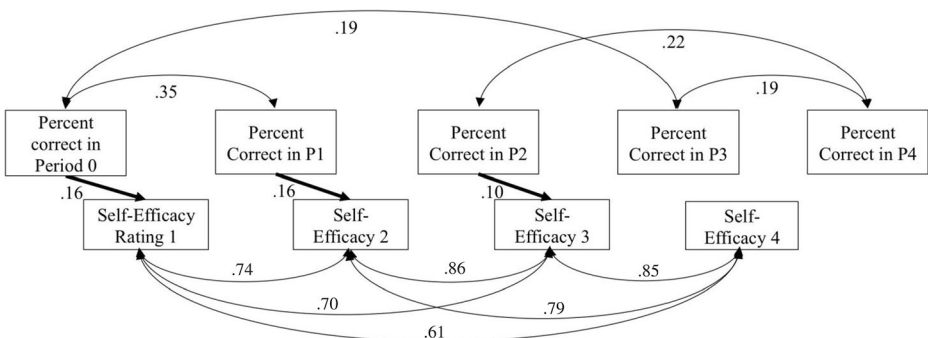 .19
.22
.35
.19
Percent
correct in
Period 0
Percent
Correct in P1
Percent
Correct in P2
Percent
Correct in P3
Percent
Correct in P4
.16
.16
.10
Self-Efficacy
Rating 1
Self-
Efficacy 2
Self-
Efficacy 3
Self-
Efficacy 4
.74
.86
.85
.70
.79
.61